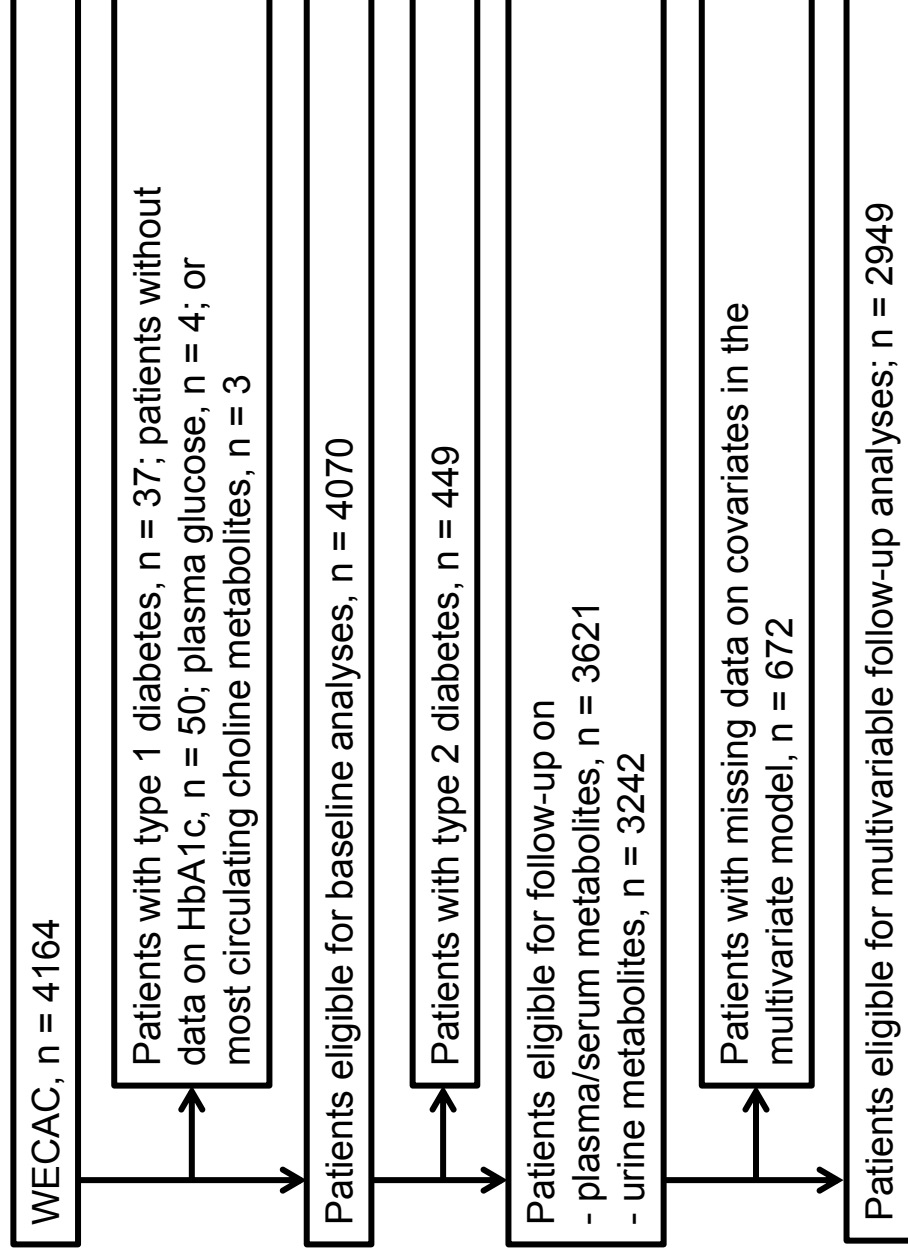 WECAC, n = 4164
Patients with type 1 diabetes, n = 37; patients without
data on HbA1c, n = 50; plasma glucose, n = 4; or
most circulating choline metabolites, n = 3
Patients eligible for baseline analyses, n = 4070
Patients with type 2 diabetes, n = 449
Patients eligible for follow-up on
- plasma/serum metabolites, n = 3621
- urine metabolites, n = 3242
Patients with missing data on covariates in the
multivariate model, n = 672
Patients eligible for multivariable follow-up analyses; n = 2949